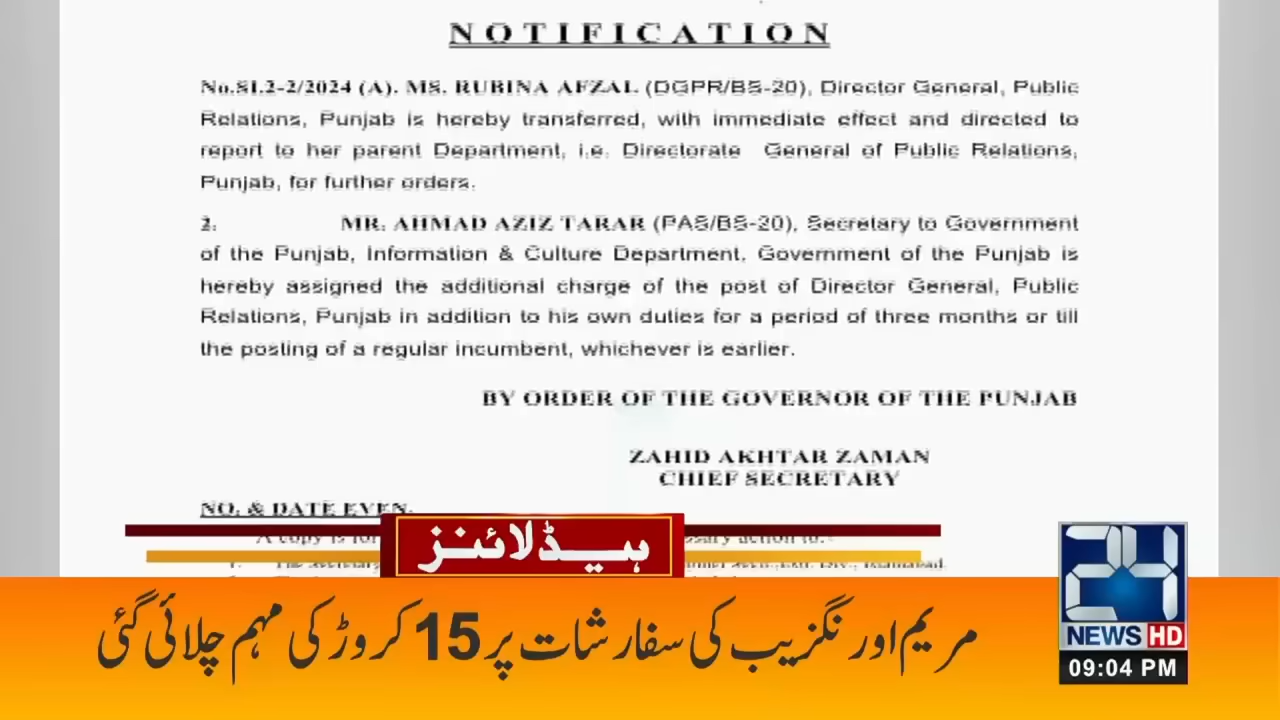 NOTIFICATION
No.SI.2-2/2024 (A). MS. RUBINA AFZAL (DGPR/BS-20), Director General, Public
Relations, Punjab is hereby transferred, with immediate effect and directed to
report to her parent Department, i.e. Directorate General of Public Relations,
Punjab, for further orders.
2. MR. AHMAD AZIZ TARAR (PAS/BS-20), Secretary to Government
of the Punjab, Information & Culture Department, Government of the Punjab is
hereby assigned the additional charge of the post of Director General, Public
Relations, Punjab in addition to his own duties for a period of three months or till
the posting of a regular incumbent, whichever is earlier.
BY ORDER OF THE GOVERNOR OF THE PUNJAB
ZAHID AKHTAR ZAMAN
CHIEF SECRETARY
NO. & DATE EVEN.
A copy is action to:-
ہیڈلائنز
مریم اورنگزیب کی سفارشات پر 15 کروڑ کی مہم چلائی گئی
24
NEWS HD
09:04 PM